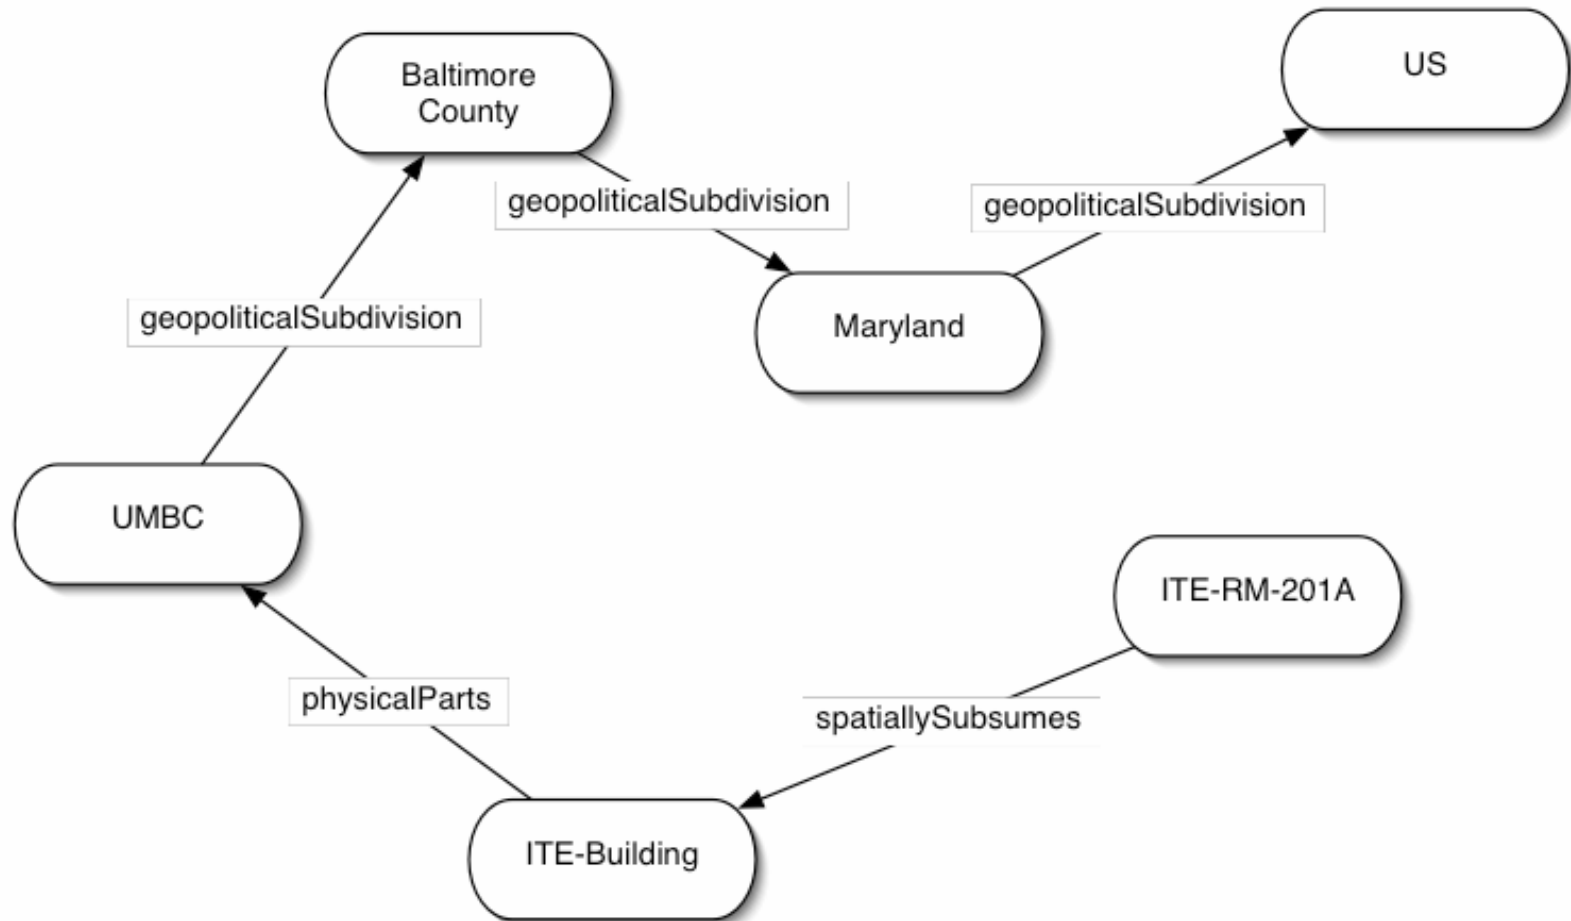 Baltimore
County
US
geopoliticalSubdivision
geopoliticalSubdivision
geopoliticalSubdivision
Maryland
UMBC
ITE-RM-201A
physicalParts
spatiallySubsumes
ITE-Building